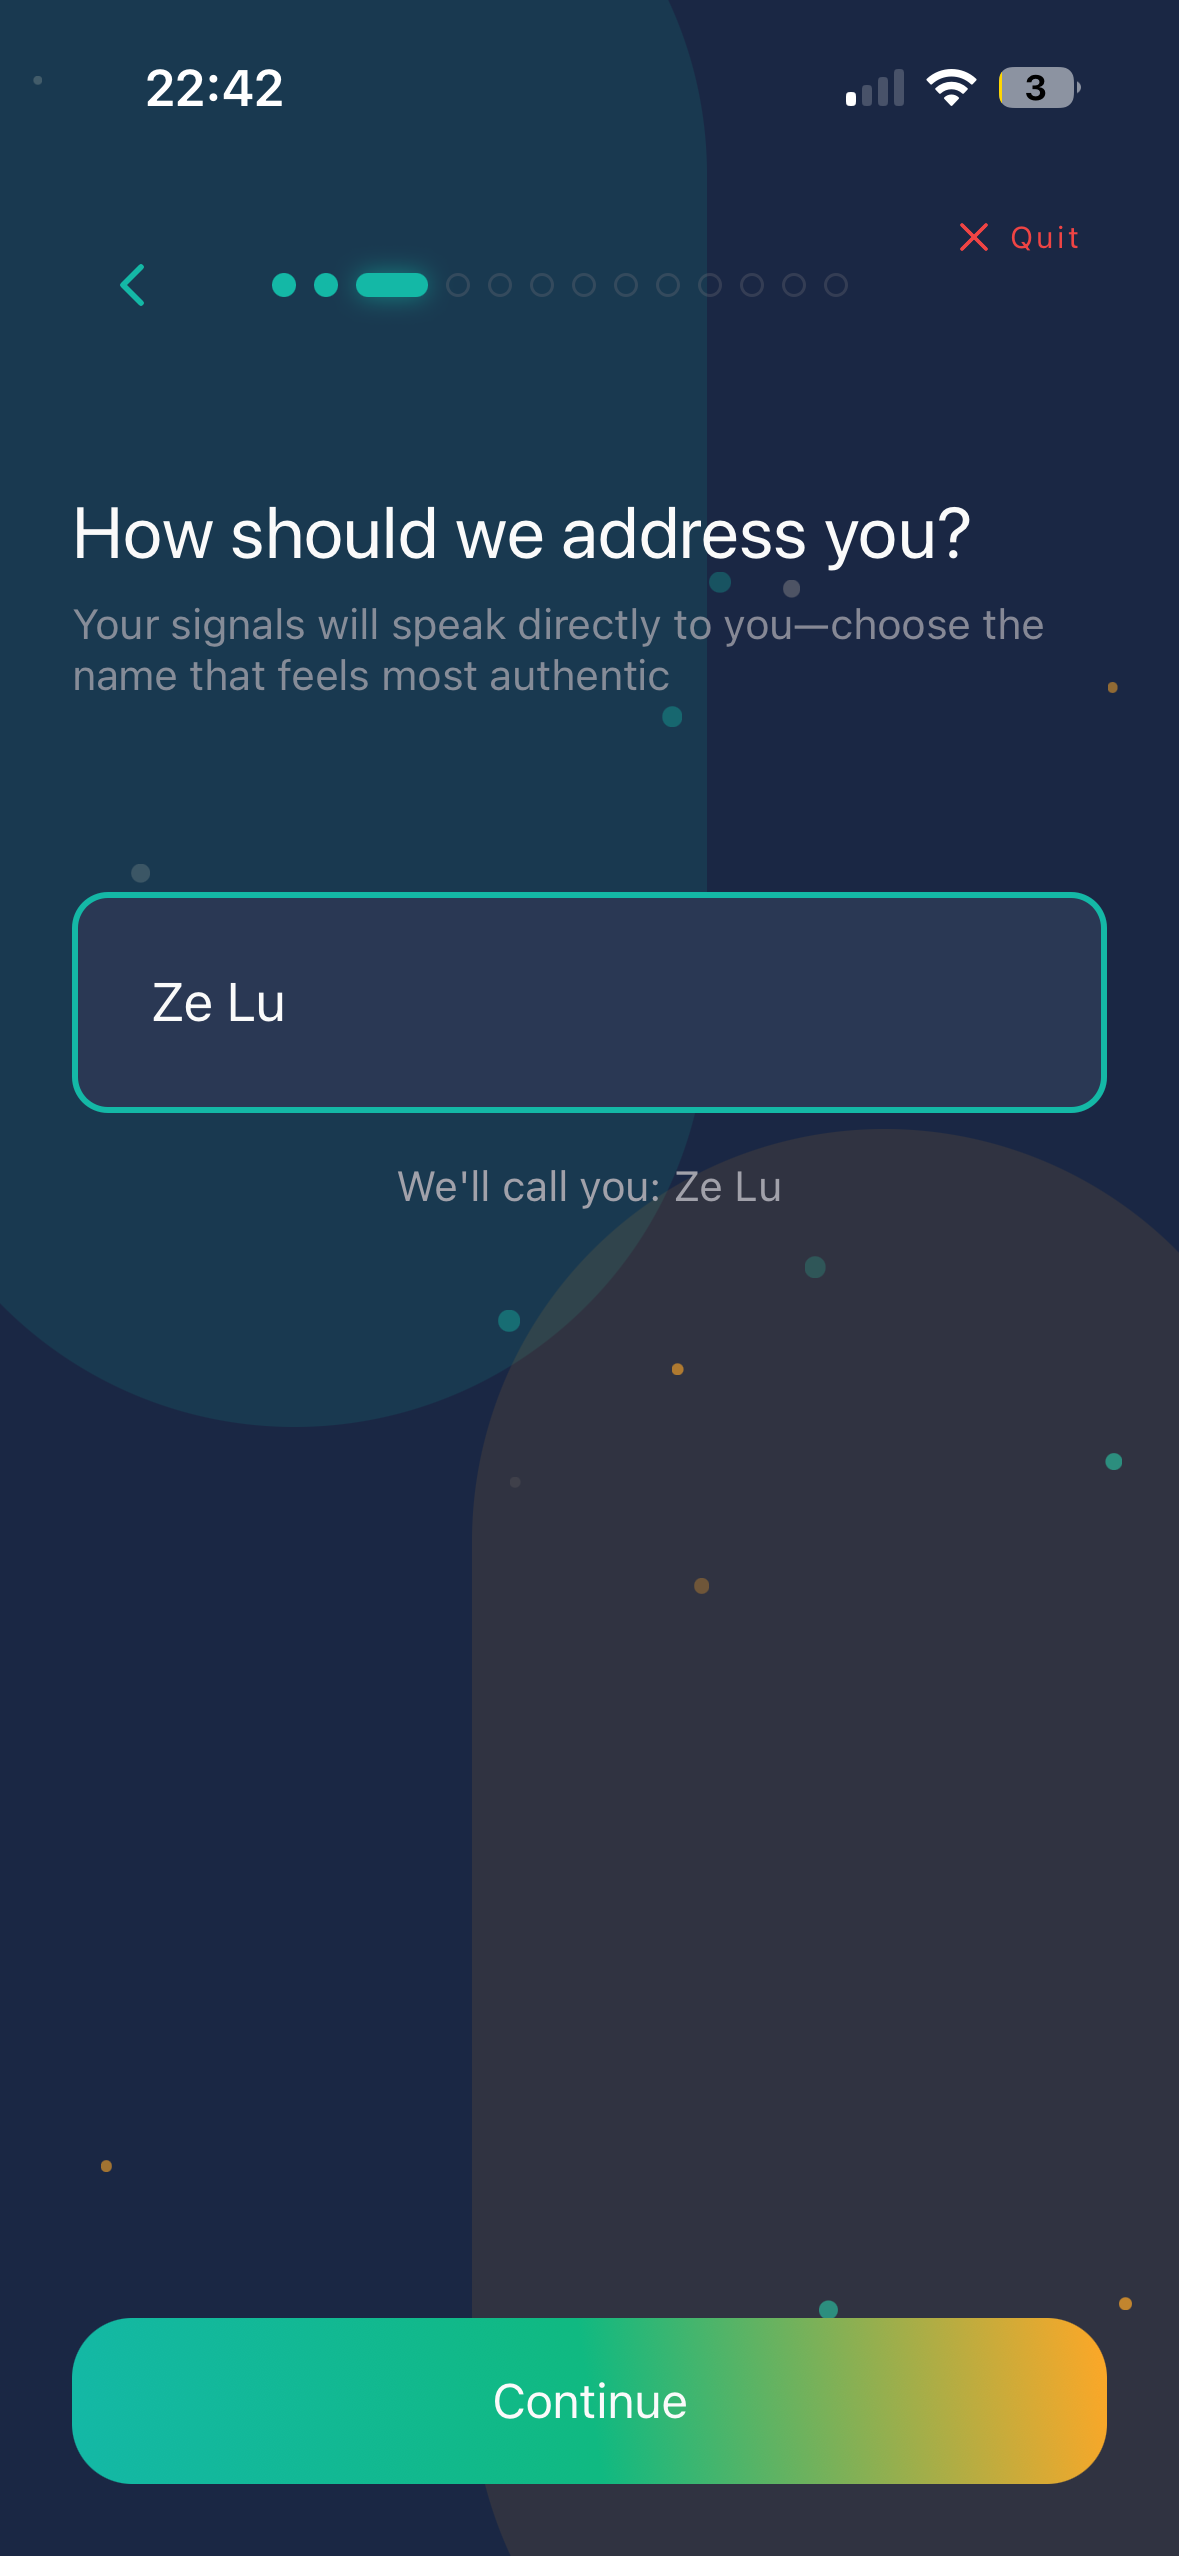 22:42
3
Quit
How should we address you?
Your signals will speak directly to you—choose the
name that feels most authentic
Ze Lu
We'll call you: Ze Lu
Continue